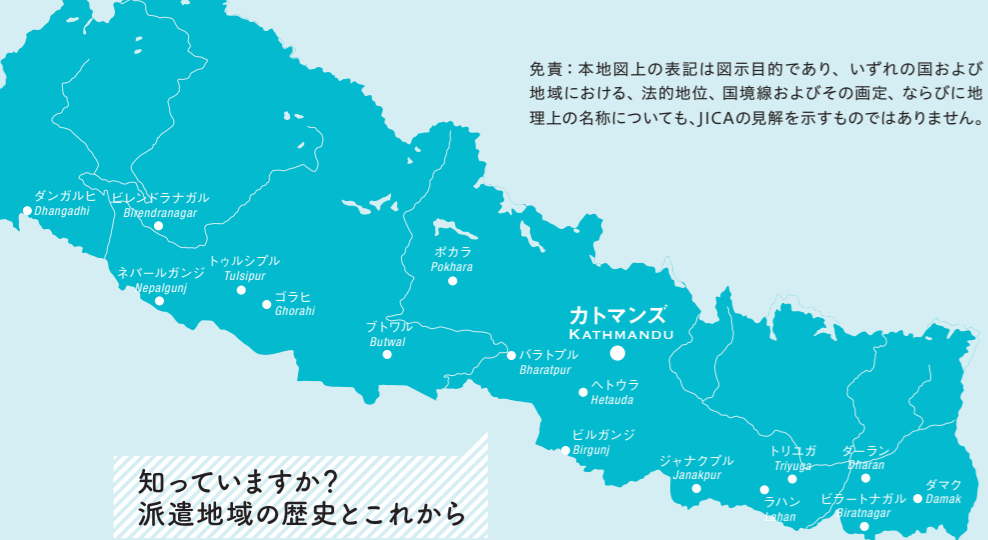 免責：本地図上の表記は図示目的であり、いずれの国および
地域における、法的地位、国境線およびその画定、ならびに地
理上の名称についても、JICAの見解を示すものではありません。
ダンガルヒ
Dhangadhi
ビレンドラナガル
Birendranagar
ネパールガンジ
Nepalgunj
トゥルシプル
Tulsipur
ゴラヒ
Ghorahi
ポカラ
Pokhara
ブトワル
Butwal
カトマンズ
KATHMANDU
バラトプル
Bharatpur
ヘトウラ
Hetauda
ビルガンジ
Birgunj
ジャナクプル
Janakpur
トリユガ
Triyuga
ラハン
Lahan
ダーラン
Dharan
ビラートナガル
Biratnagar
ダマク
Damak
知っていますか？
派遣地域の歴史とこれから